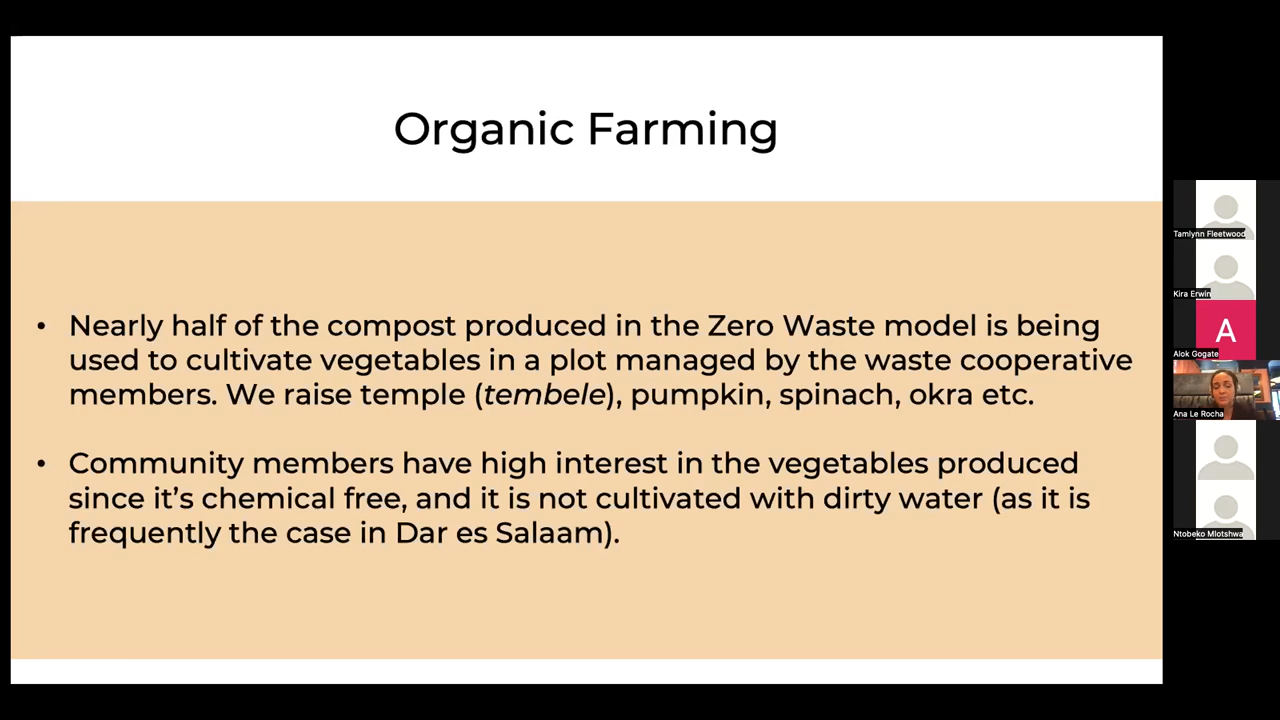 Organic Farming
• Nearly half of the compost produced in the Zero Waste model is being
used to cultivate vegetables in a plot managed by the waste cooperative
members. We raise temple (tembele), pumpkin, spinach, okra etc.
• Community members have high interest in the vegetables produced
since it’s chemical free, and it is not cultivated with dirty water (as it is
frequently the case in Dar es Salaam).
Tamlynn Fleetwood
Kira Erwin
A
Alok Gogate
Ana Le Rocha
Ntobeko Mlotshwa